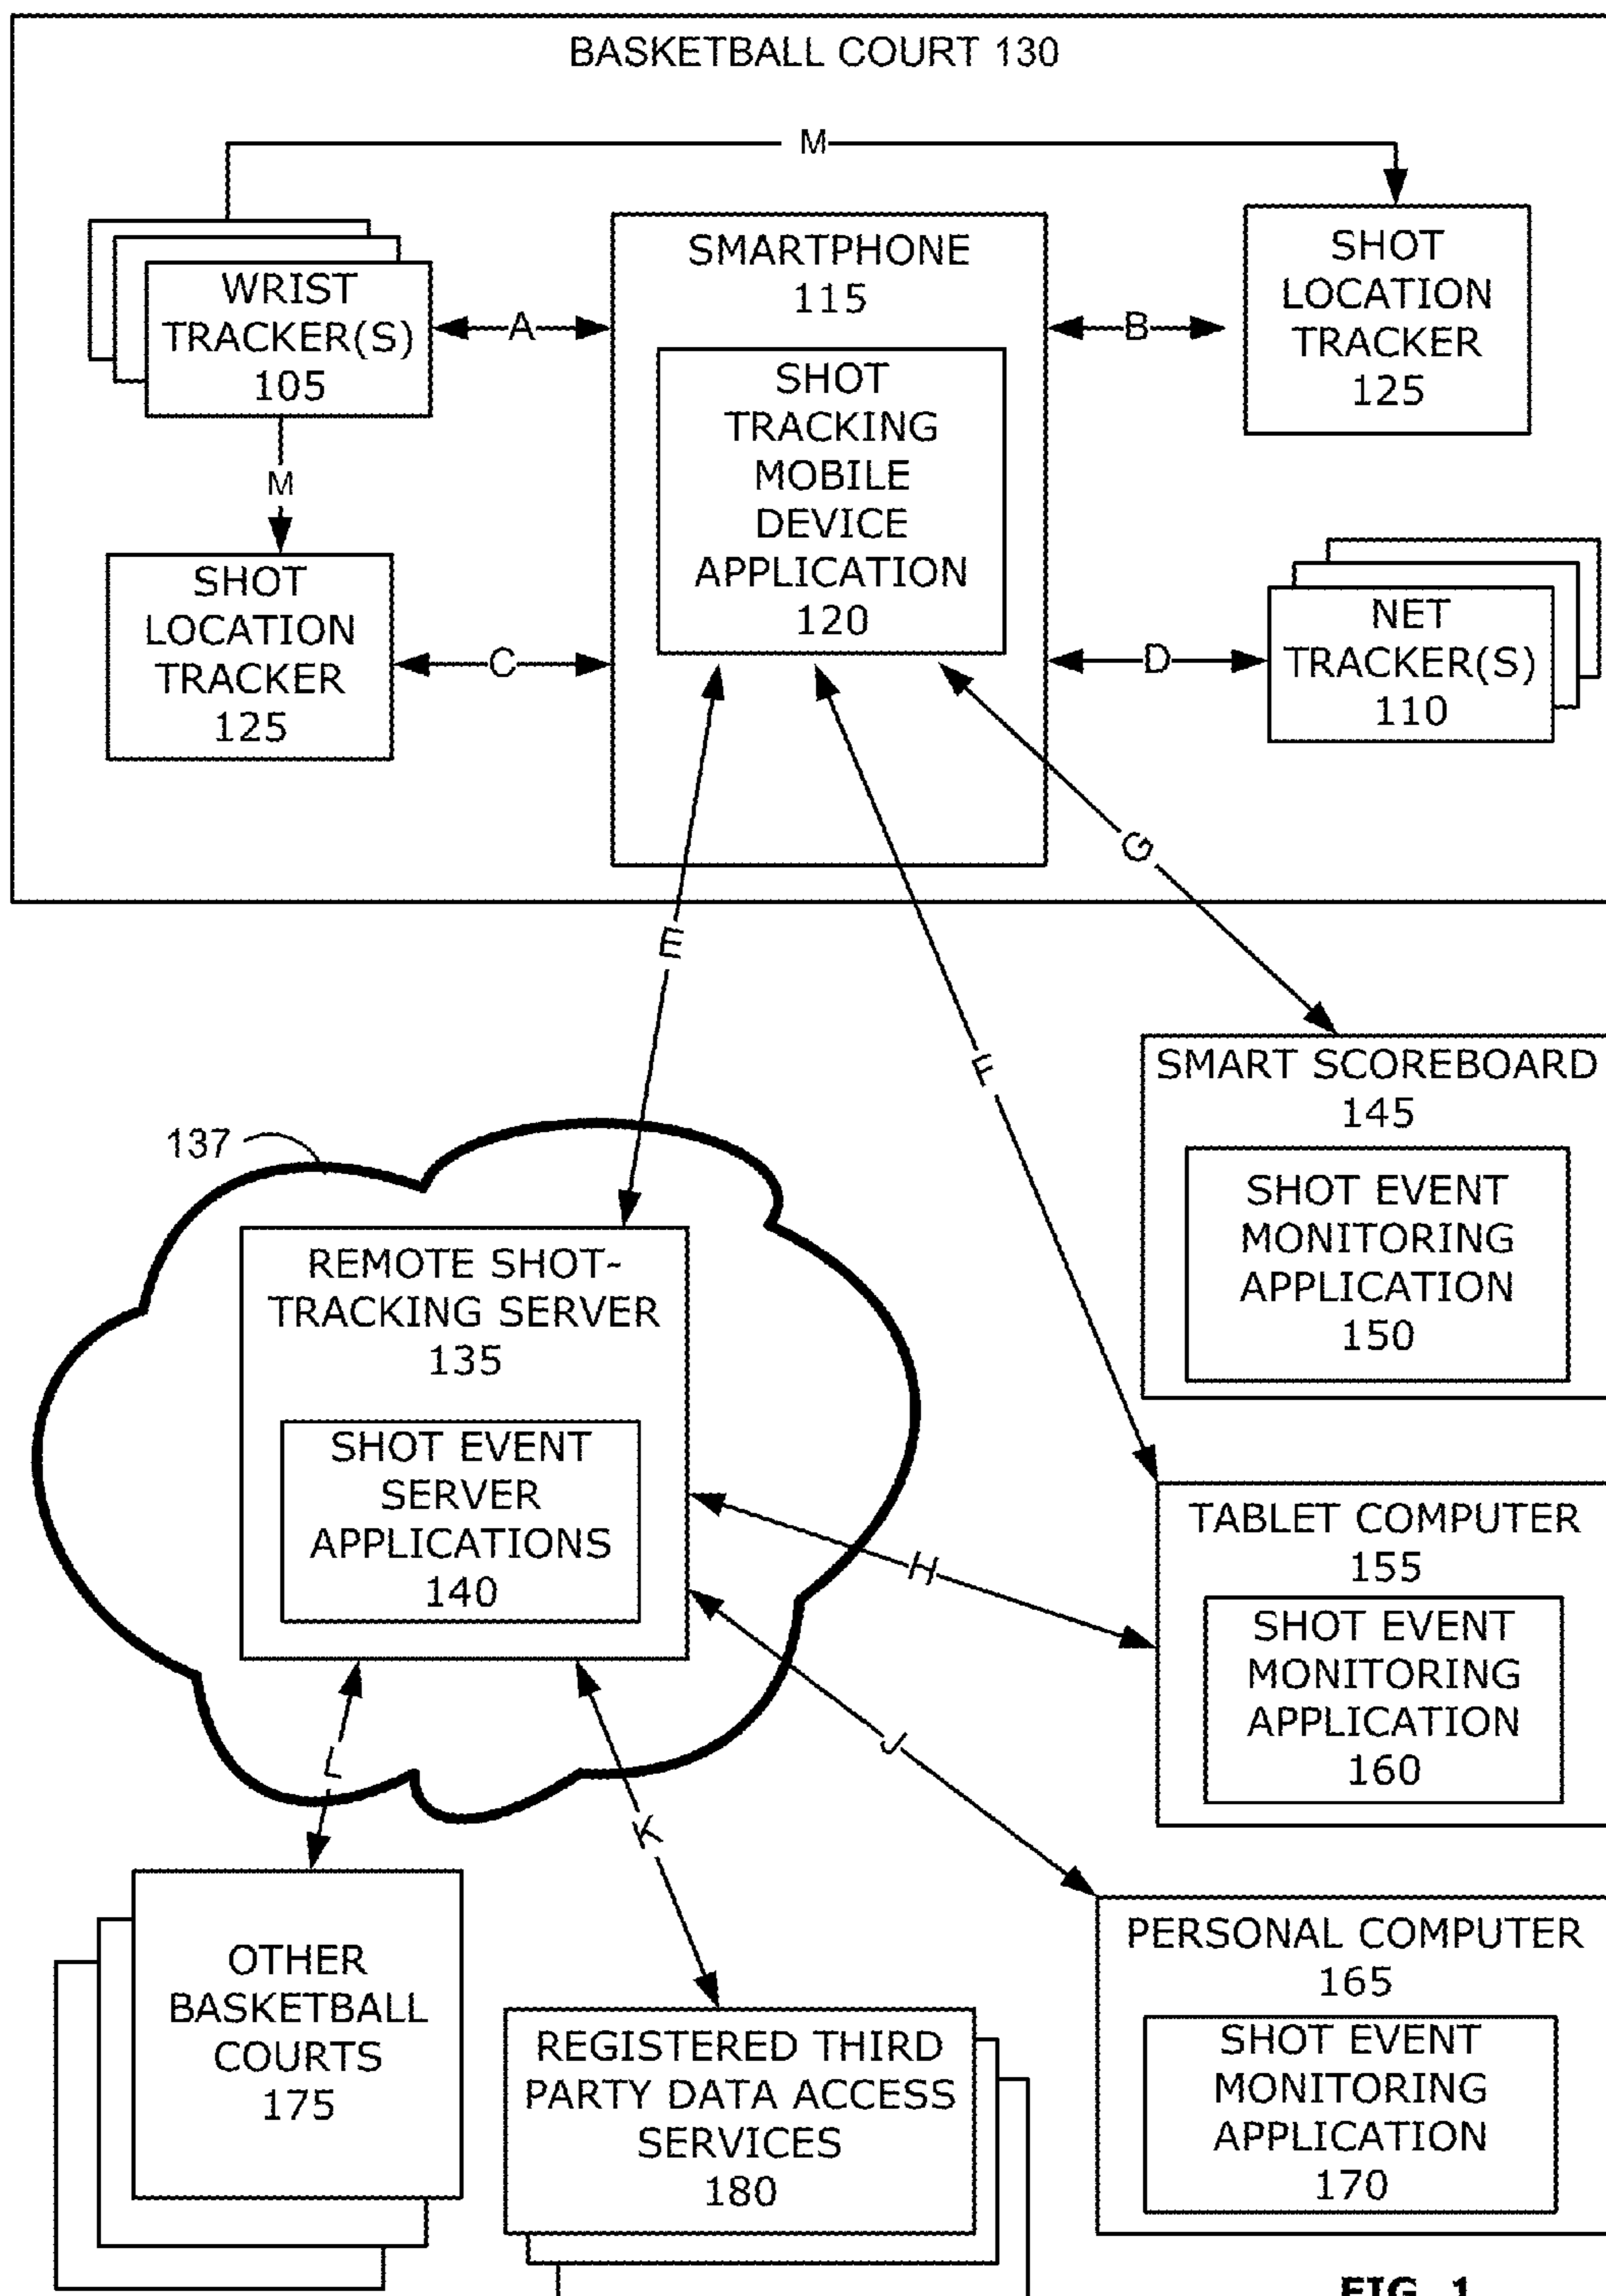 BASKETBALL COURT 130
M
WRIST
TRACKER(S)
105
A
SMARTPHONE
115
SHOT
TRACKING
MOBILE
DEVICE
APPLICATION
120
B
SHOT
LOCATION
TRACKER
125
M
SHOT
LOCATION
TRACKER
125
C
D
NET
TRACKER(S)
110
E
F
G
SMART SCOREBOARD
145
SHOT EVENT
MONITORING
APPLICATION
150
137
REMOTE SHOT-
TRACKING SERVER
135
SHOT EVENT
SERVER
APPLICATIONS
140
H
TABLET COMPUTER
155
SHOT EVENT
MONITORING
APPLICATION
160
J
L
K
OTHER
BASKETBALL
COURTS
175
REGISTERED THIRD
PARTY DATA ACCESS
SERVICES
180
PERSONAL COMPUTER
165
SHOT EVENT
MONITORING
APPLICATION
170
FIG. 1